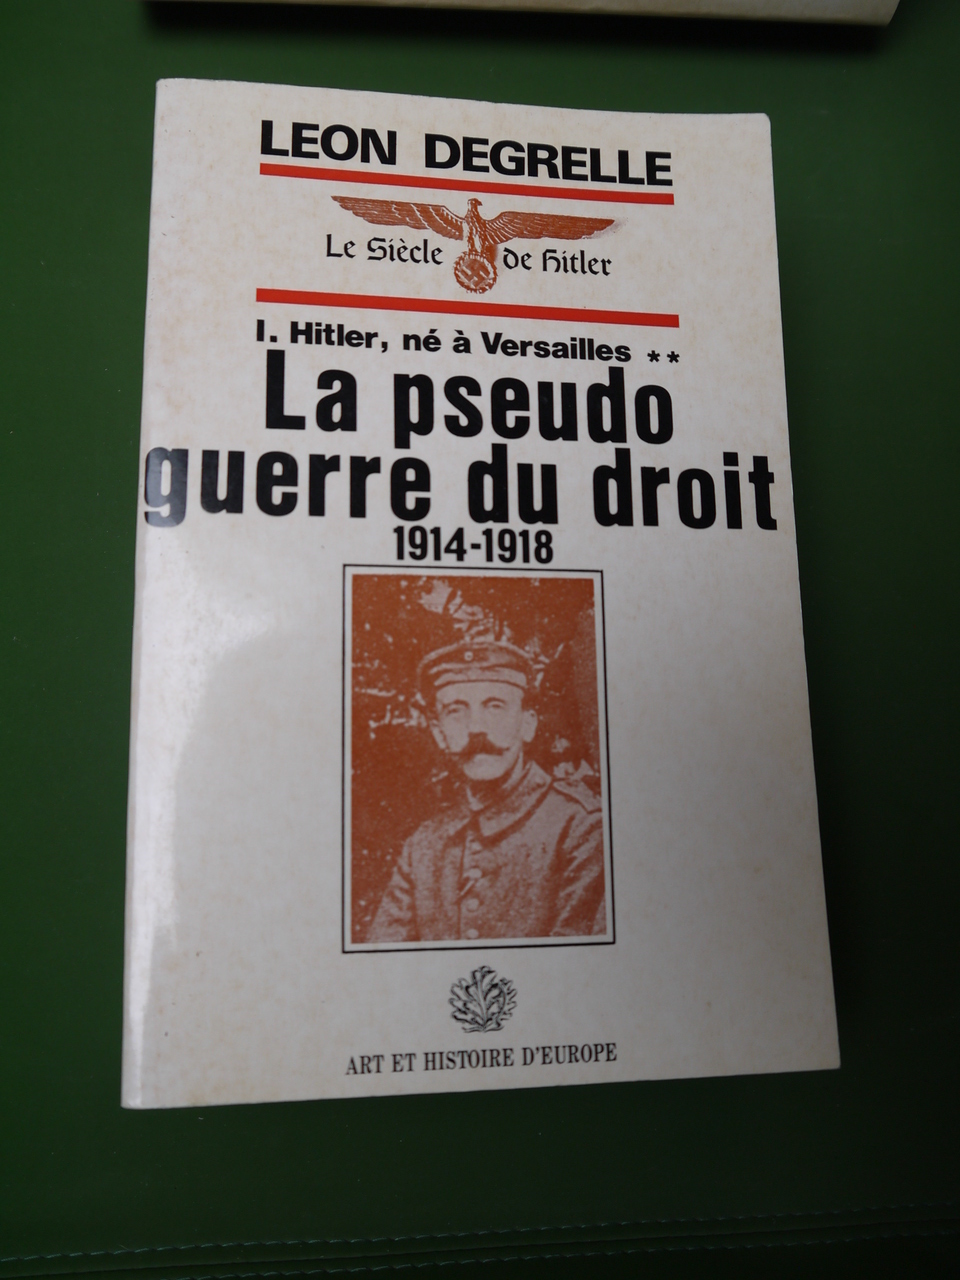 LEON DEGRELLE
Le Siècle de Hitler
I. Hitler, né à Versailles **
La pseudo
guerre du droit
1914-1918
ART ET HISTOIRE D'EUROPE